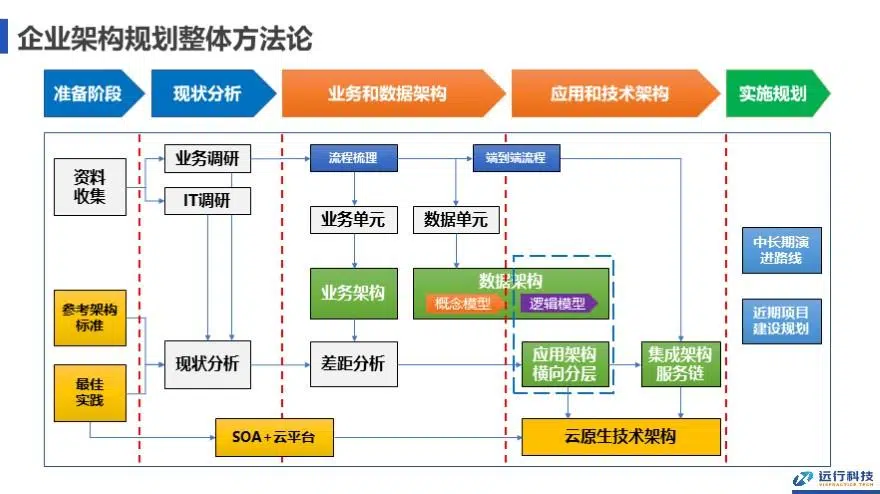 企业架构规划整体方法论
准备阶段
现状分析
业务和数据架构
应用和技术架构
实施规划
资料
收集
业务调研
IT调研
流程梳理
端到端流程
业务单元
数据单元
中长期演
进路线
业务架构
数据架构
概念模型
逻辑模型
参考架构
标准
近期项目
建设规划
现状分析
差距分析
应用架构
横向分层
集成架构
服务链
最佳
实践
SOA+云平台
云原生技术架构
远行科技
VISPRACTICE TECH